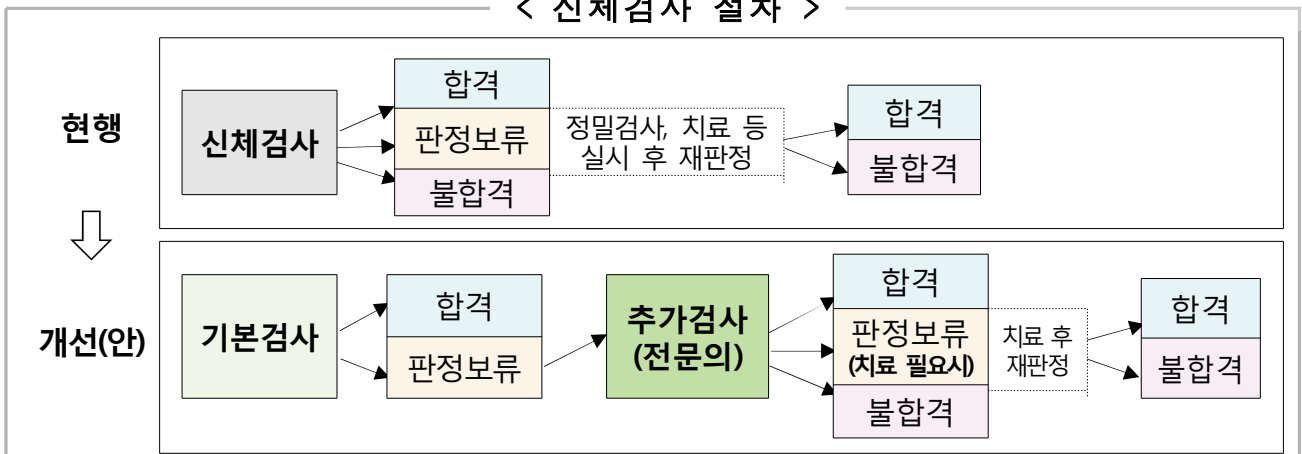 < 신체검사 절차 >
현행
신체검사
합격
판정보류
불합격
정밀검사, 치료 등
실시 후 재판정
합격
불합격
개선(안)
기본검사
합격
판정보류
추가검사
(전문의)
합격
판정보류
(치료 필요시)
불합격
치료 후
재판정
합격
불합격